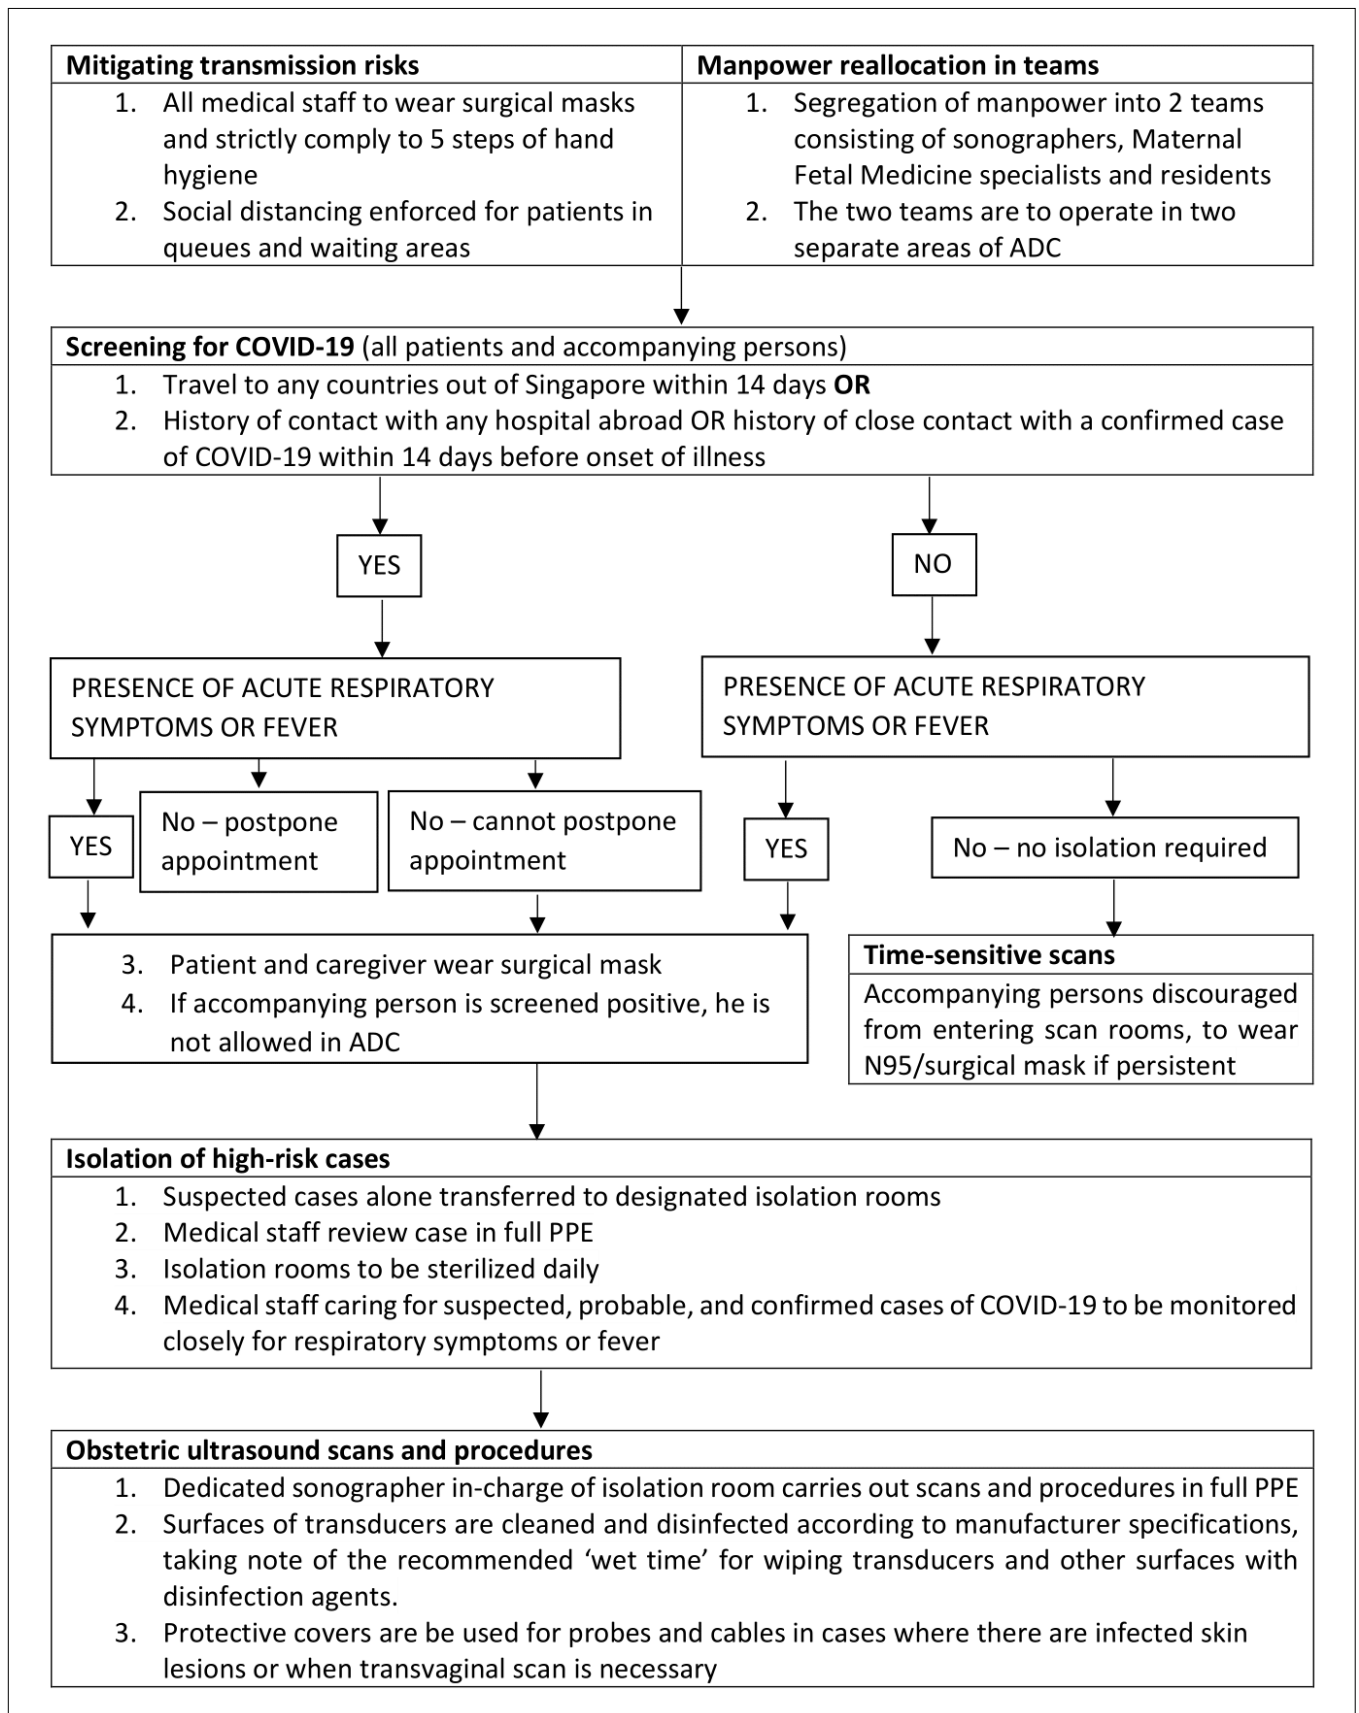 Mitigating transmission risks
1. All medical staff to wear surgical masks
and strictly comply to 5 steps of hand
hygiene
2. Social distancing enforced for patients in
queues and waiting areas
Manpower reallocation in teams
1. Segregation of manpower into 2 teams
consisting of sonographers, Maternal
Fetal Medicine specialists and residents
2. The two teams are to operate in two
separate areas of ADC
Screening for COVID-19 (all patients and accompanying persons)
1. Travel to any countries out of Singapore within 14 days OR
2. History of contact with any hospital abroad OR history of close contact with a confirmed case
of COVID-19 within 14 days before onset of illness
YES
NO
PRESENCE OF ACUTE RESPIRATORY
SYMPTOMS OR FEVER
PRESENCE OF ACUTE RESPIRATORY
SYMPTOMS OR FEVER
YES
No – postpone
appointment
No – cannot postpone
appointment
YES
No – no isolation required
3. Patient and caregiver wear surgical mask
4. If accompanying person is screened positive, he is
not allowed in ADC
Time-sensitive scans
Accompanying persons discouraged
from entering scan rooms, to wear
N95/surgical mask if persistent
Isolation of high-risk cases
1. Suspected cases alone transferred to designated isolation rooms
2. Medical staff review case in full PPE
3. Isolation rooms to be sterilized daily
4. Medical staff caring for suspected, probable, and confirmed cases of COVID-19 to be monitored
closely for respiratory symptoms or fever
Obstetric ultrasound scans and procedures
1. Dedicated sonographer in-charge of isolation room carries out scans and procedures in full PPE
2. Surfaces of transducers are cleaned and disinfected according to manufacturer specifications,
taking note of the recommended ‘wet time’ for wiping transducers and other surfaces with
disinfection agents.
3. Protective covers are be used for probes and cables in cases where there are infected skin
lesions or when transvaginal scan is necessary